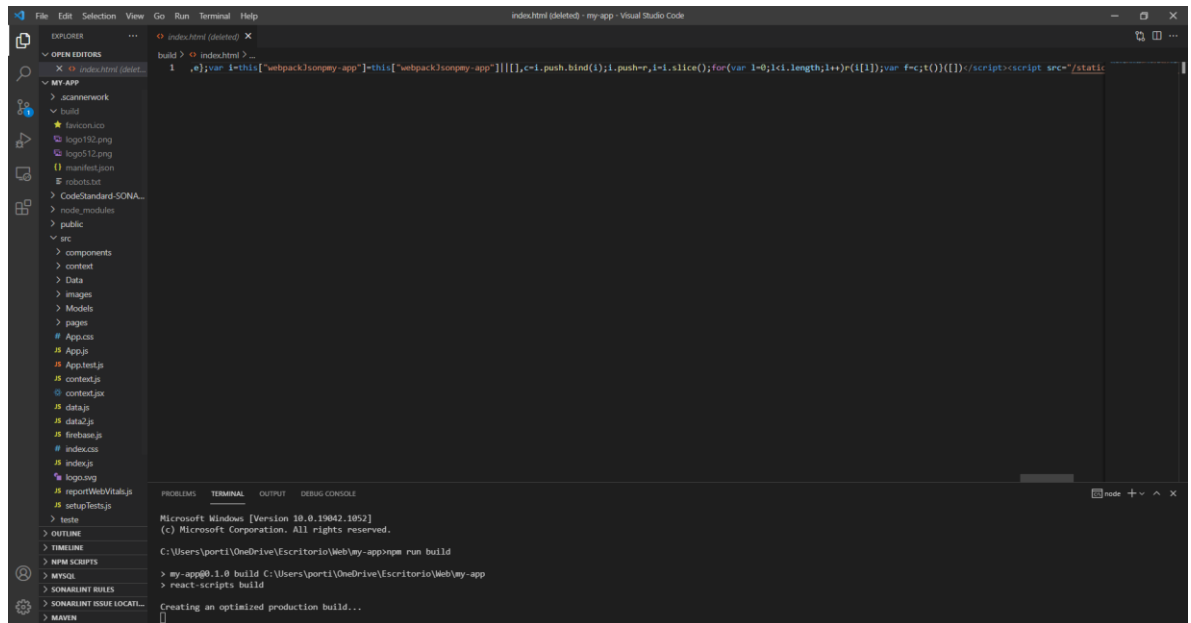 File Edit Selection View Go Run Terminal Help
index.html (deleted) - my-app - Visual Studio Code
EXPLORER
index.html (deleted)
OPEN EDITORS
index.html (delet...
build > index.html > ...
1 ,e};var i=this["webpackJsonpmy-app"]=this["webpackJsonpmy-app"]||[],c=i.push.bind(i);i.push=r,i=i.slice();for(var l=0;l<i.length;l++)r(i[l]);var f=c;t()}([])</script><script src="/static
MY-APP
.scannerwork
build
favicon.ico
logo192.png
logo512.png
manifest.json
robots.txt
CodeStandard-SONA...
node_modules
public
src
components
context
Data
images
Models
pages
App.css
App.js
App.test.js
context.js
context.jsx
data.js
data2.js
firebase.js
index.css
index.js
logo.svg
reportWebVitals.js
setupTests.js
teste
OUTLINE
TIMELINE
NPM SCRIPTS
MYSQL
SONARLINT RULES
SONARLINT ISSUE LOCATI...
MAVEN
PROBLEMS TERMINAL OUTPUT DEBUG CONSOLE
node
Microsoft Windows [Version 10.0.19042.1052]
(c) Microsoft Corporation. All rights reserved.
C:\Users\porti\OneDrive\Escritorio\Web\my-app>npm run build
> my-app@0.1.0 build C:\Users\porti\OneDrive\Escritorio\Web\my-app
> react-scripts build
Creating an optimized production build...